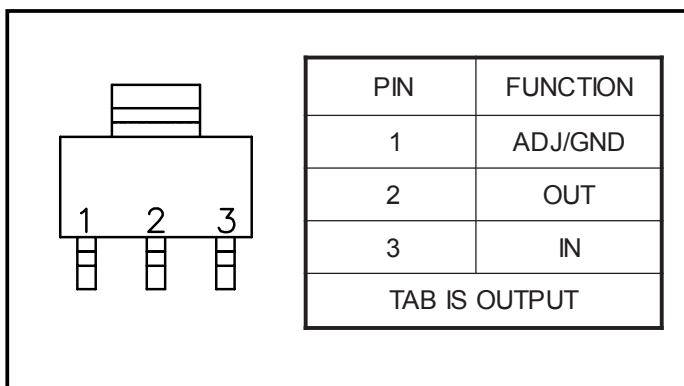 1 2 3
PIN FUNCTION
1 ADJ/GND
2 OUT
3 IN
TAB IS OUTPUT